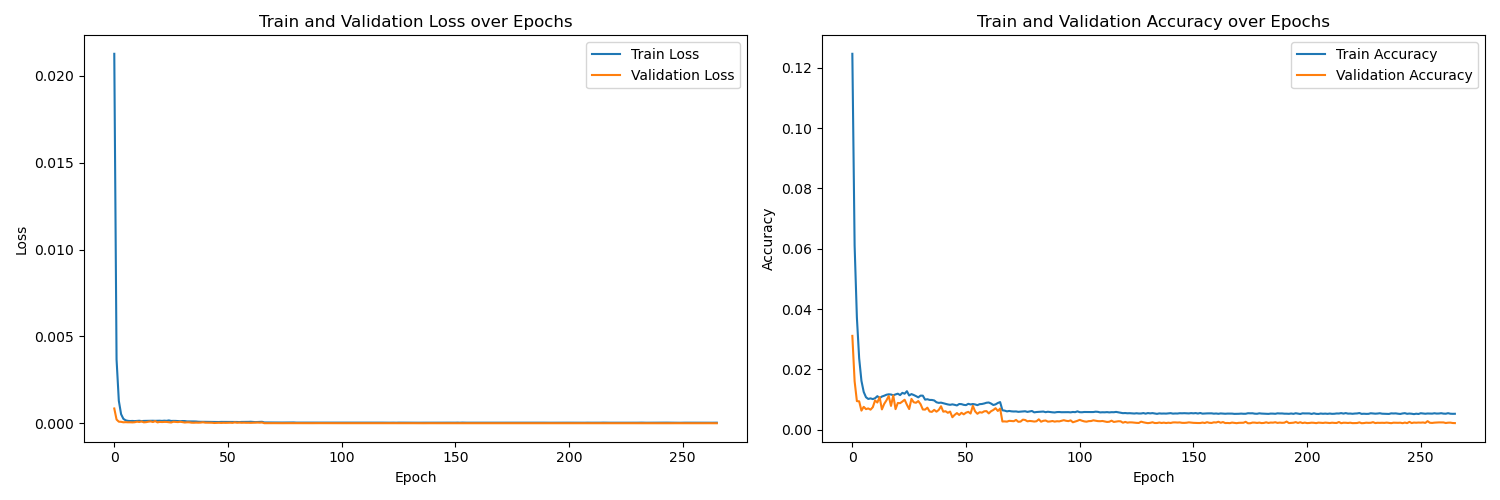 Train and Validation Loss over Epochs
Train Loss
Validation Loss
0.020
0.015
0.010
0.005
0.000
Loss
0
50
100
150
200
250
Epoch
Train and Validation Accuracy over Epochs
Train Accuracy
Validation Accuracy
0.12
0.10
0.08
0.06
0.04
0.02
0.00
Accuracy
0
50
100
150
200
250
Epoch